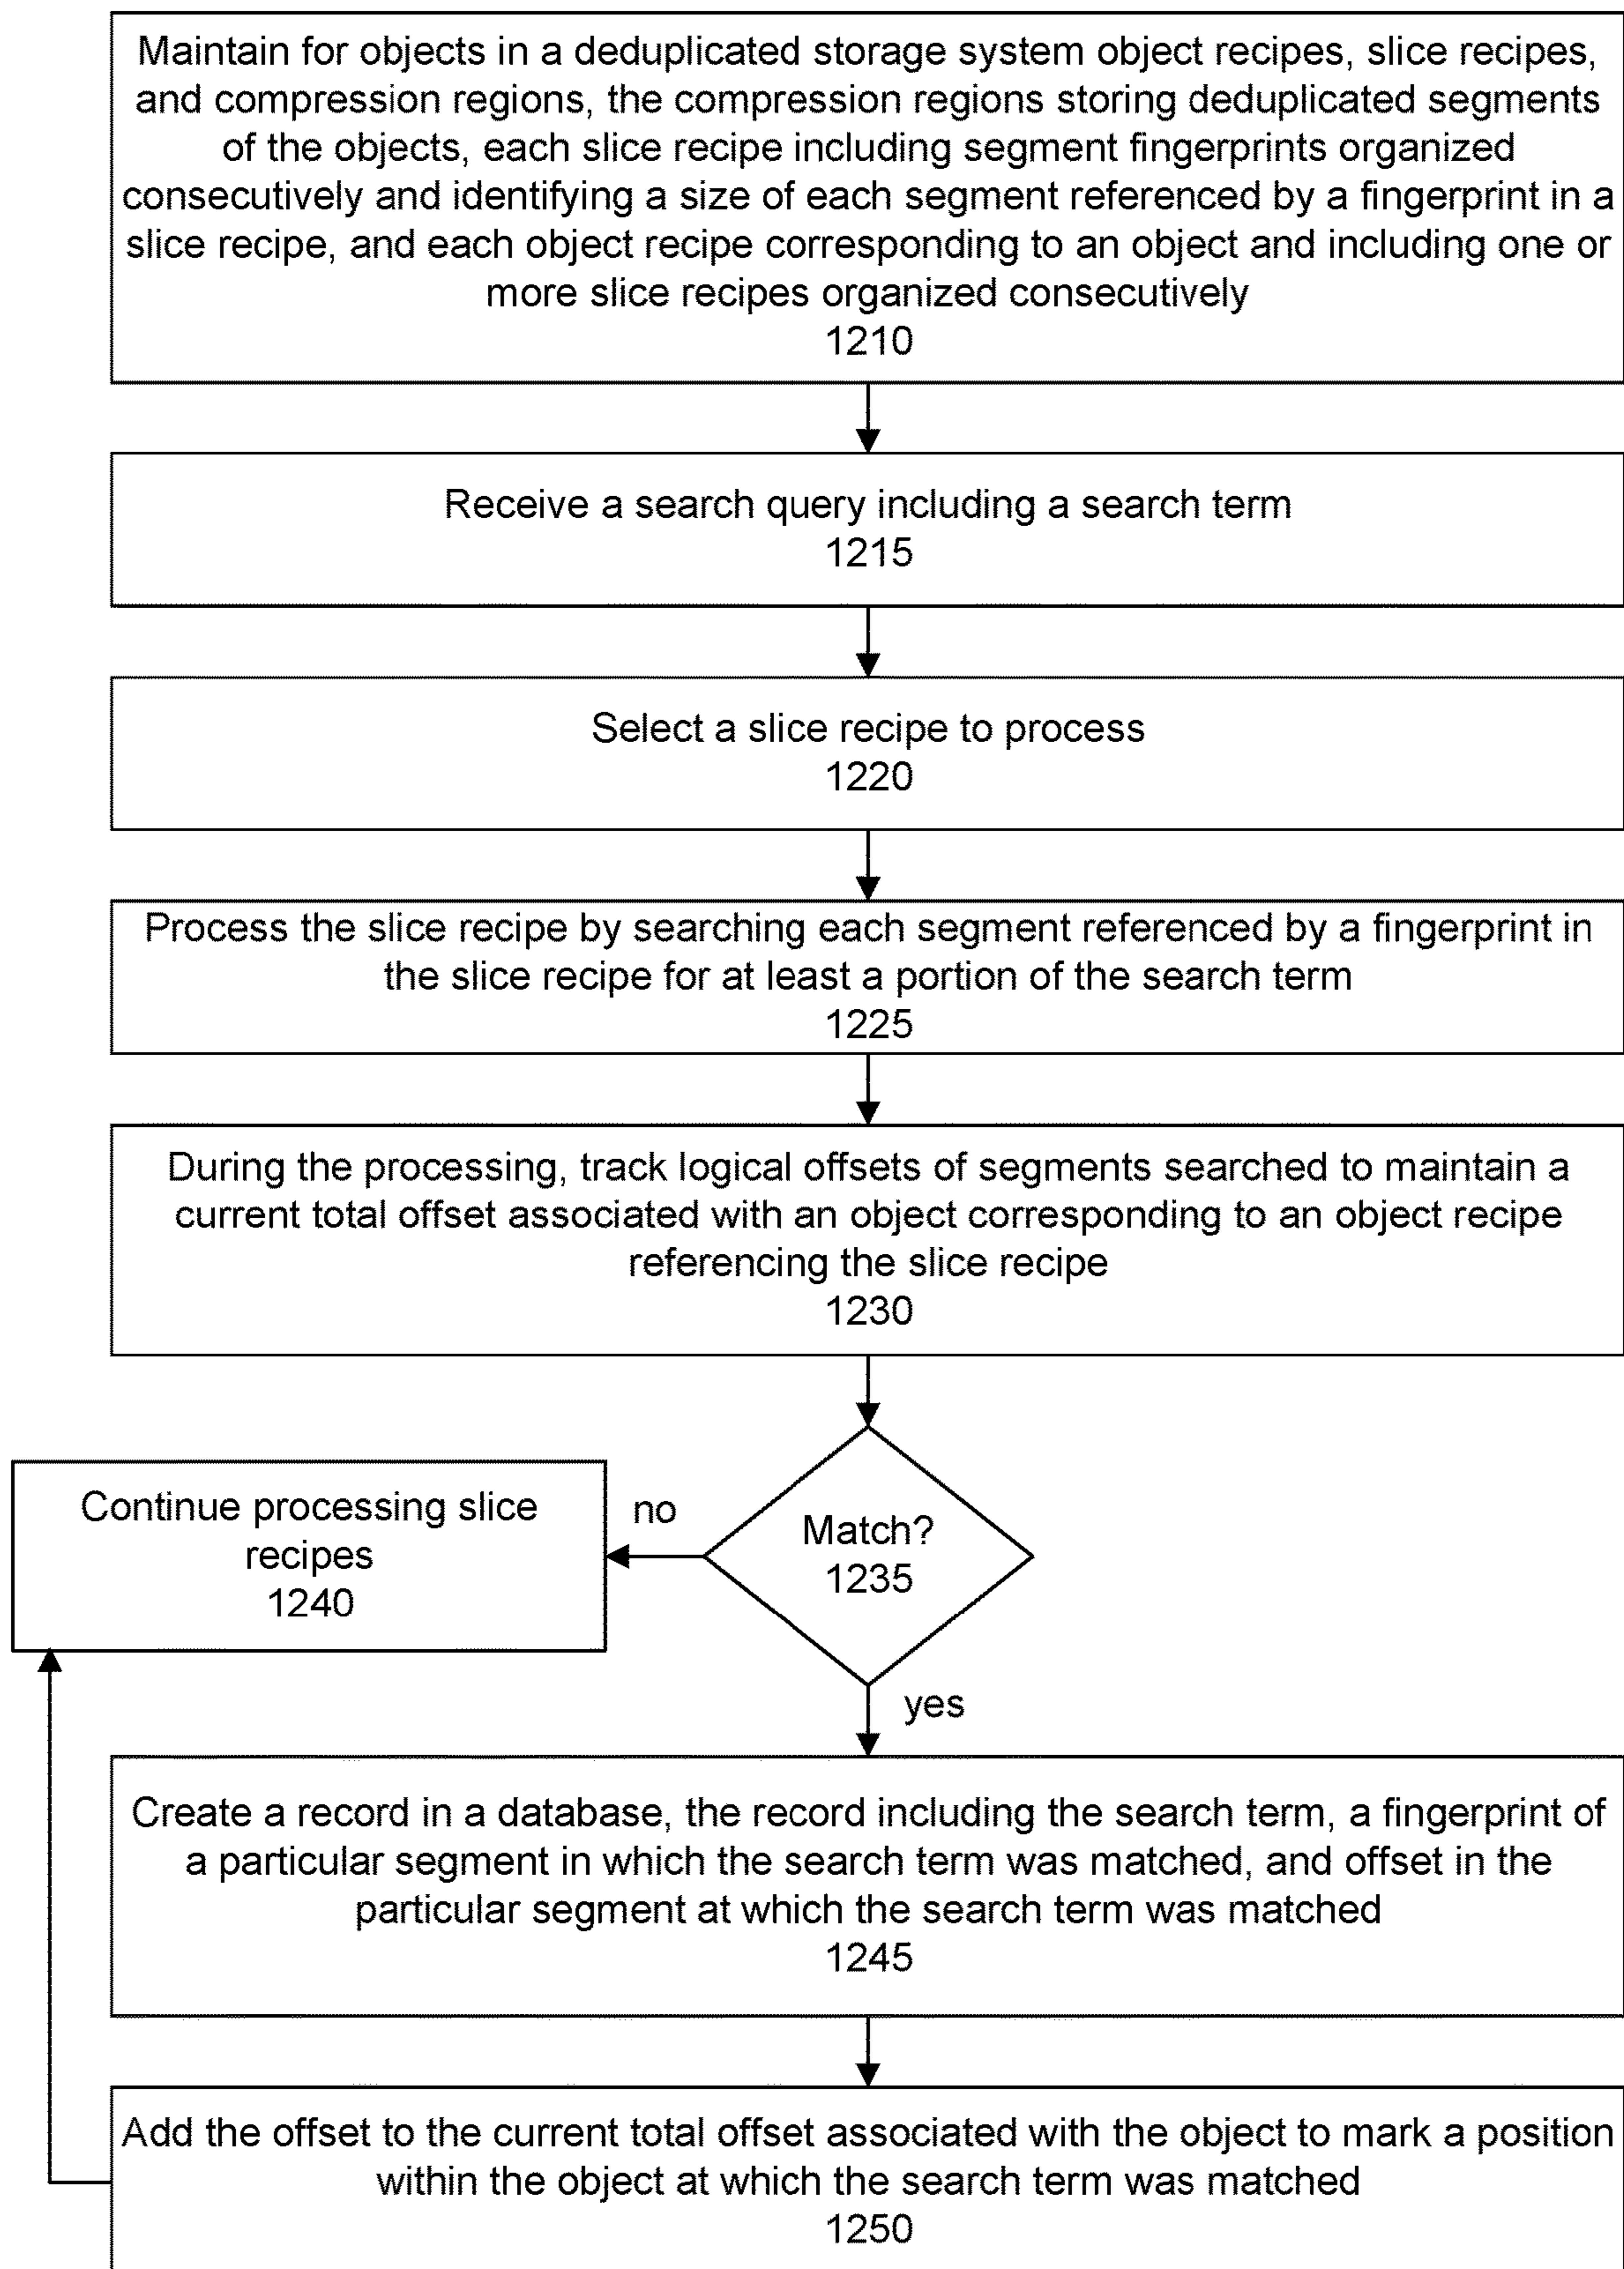 Maintain for objects in a deduplicated storage system object recipes, slice recipes,
and compression regions, the compression regions storing deduplicated segments
of the objects, each slice recipe including segment fingerprints organized
consecutively and identifying a size of each segment referenced by a fingerprint in a
slice recipe, and each object recipe corresponding to an object and including one or
more slice recipes organized consecutively
1210
Receive a search query including a search term
1215
Select a slice recipe to process
1220
Process the slice recipe by searching each segment referenced by a fingerprint in
the slice recipe for at least a portion of the search term
1225
During the processing, track logical offsets of segments searched to maintain a
current total offset associated with an object corresponding to an object recipe
referencing the slice recipe
1230
Match?
1235
no
Continue processing slice
recipes
1240
yes
Create a record in a database, the record including the search term, a fingerprint of
a particular segment in which the search term was matched, and offset in the
particular segment at which the search term was matched
1245
Add the offset to the current total offset associated with the object to mark a position
within the object at which the search term was matched
1250